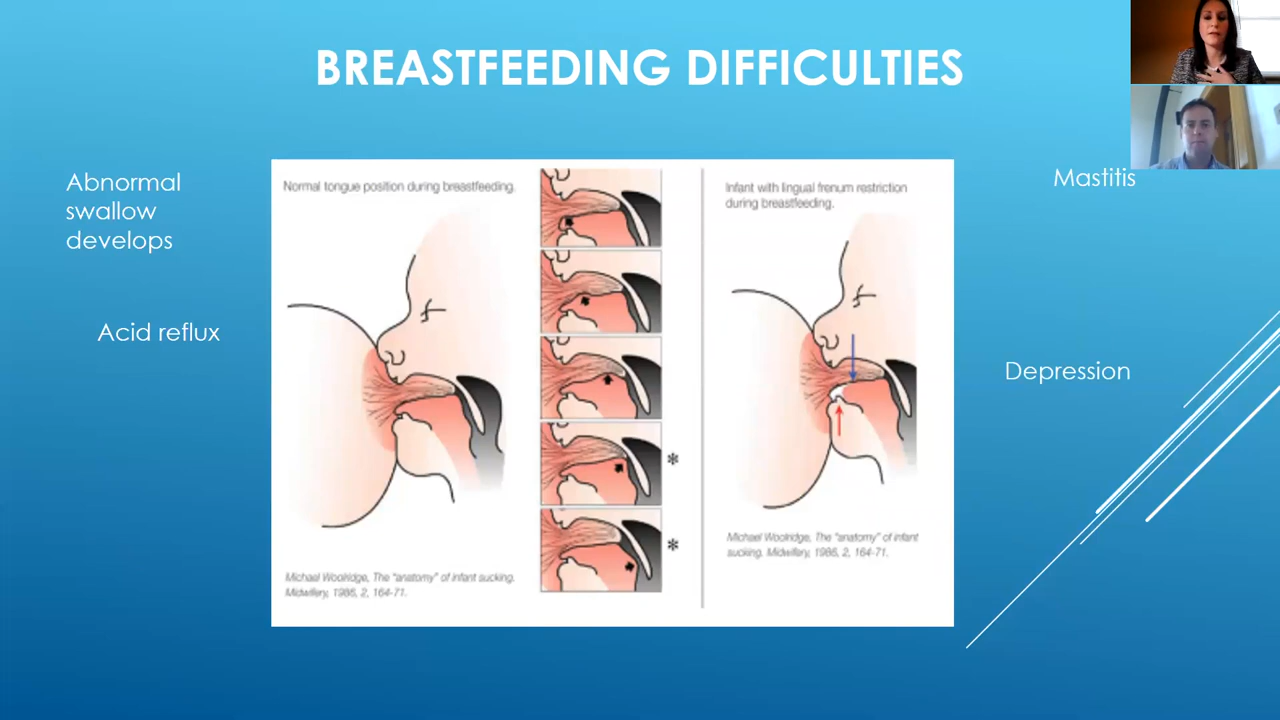 BREASTFEEDING DIFFICULTIES
Abnormal
swallow
develops
Acid reflux
Normal tongue position during breastfeeding.
*
*
Michael Woolridge, The "anatomy" of infant sucking.
Midwifery, 1986, 2, 164-71.
Infant with lingual frenum restriction
during breastfeeding.
Michael Woolridge, The "anatomy" of infant
sucking. Midwifery, 1986, 2, 164-71.
Mastitis
Depression